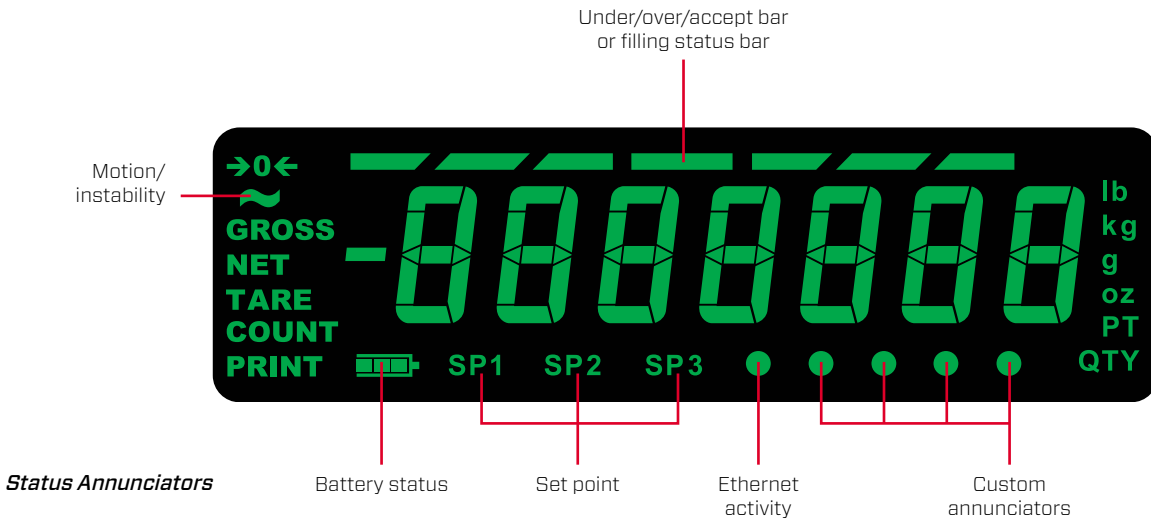 Under/over/accept bar
or filling status bar
Motion/
instability
→0←
~
GROSS
NET
TARE
COUNT
PRINT
-8888888
SP1 SP2 SP3
lb
kg
g
oz
PT
QTY
Status Annunciators
Battery status
Set point
Ethernet
activity
Custom
annunciators